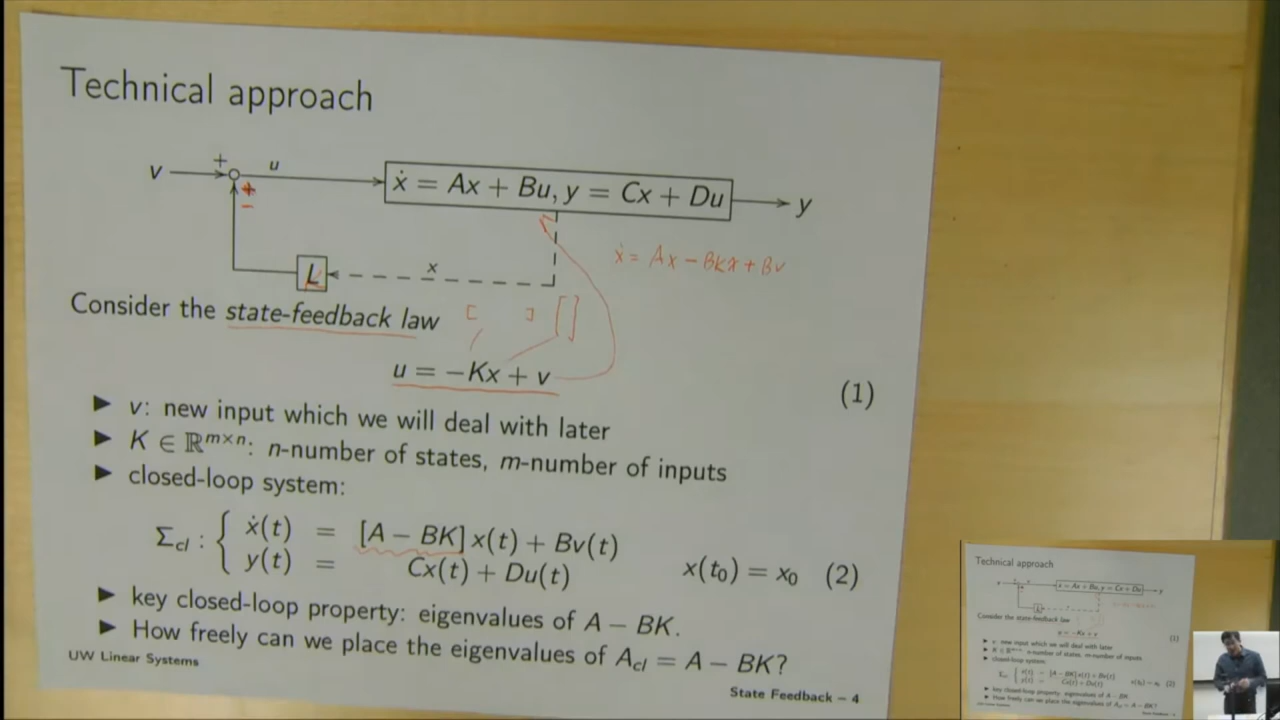 Technical approach
v + u ẋ = Ax + Bu, y = Cx + Du y
+
−
ẋ = Ax − BKx + Bv
L x
Consider the state-feedback law [ ] [ ]
u = −Kx + v (1)
▶ v: new input which we will deal with later
▶ K ∈ ℝ^{m×n}: n-number of states, m-number of inputs
▶ closed-loop system:
Σ_cl : { ẋ(t) = [A − BK] x(t) + Bv(t)
y(t) = Cx(t) + Du(t) x(t₀) = x₀ (2)
▶ key closed-loop property: eigenvalues of A − BK.
▶ How freely can we place the eigenvalues of A_cl = A − BK?
UW Linear Systems
State Feedback – 4
Technical approach